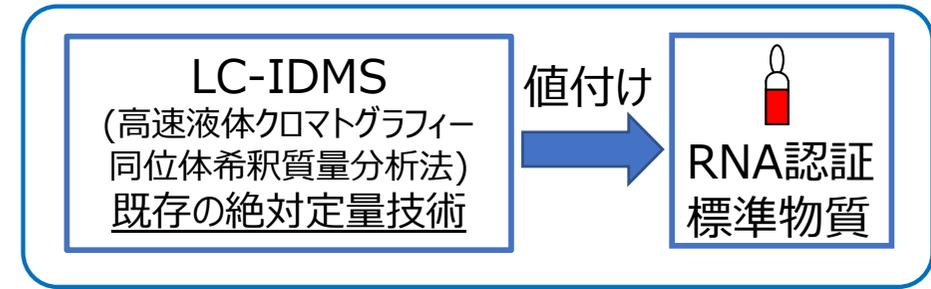 LC-IDMS
(高速液体クロマトグラフィー
同位体希釈質量分析法)
既存の絶対定量技術
値付け
RNA認証
標準物質